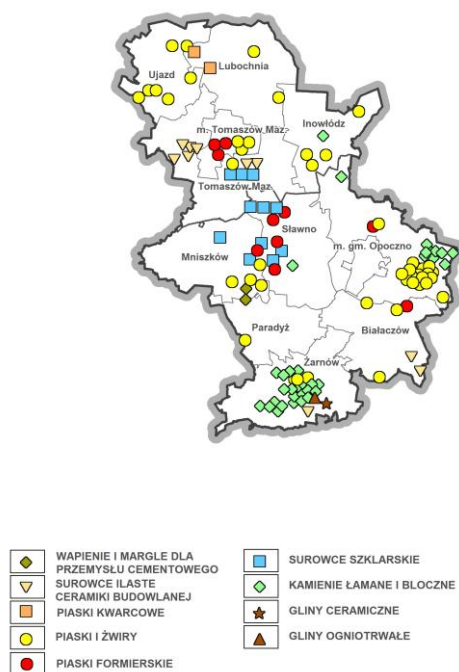 Lubochnia
Ujazd
Inowłódz
m. Tomaszów Maz.
Tomaszów Maz.
Sławno
m. gm. Opoczno
Mniszków
Paradyż
Białaczów
Żarnów
WAPIENIE I MARGLE DLA
PRZEMYSŁU CEMENTOWEGO
SUROWCE ILASTE
CERAMIKI BUDOWLANEJ
PIASKI KWARCOWE
PIASKI I ŻWIRY
PIASKI FORMIERSKIE
SUROWCE SZKLARSKIE
KAMIENIE ŁAMANE I BLOCZNE
GLINY CERAMICZNE
GLINY OGNIOTRWAŁE